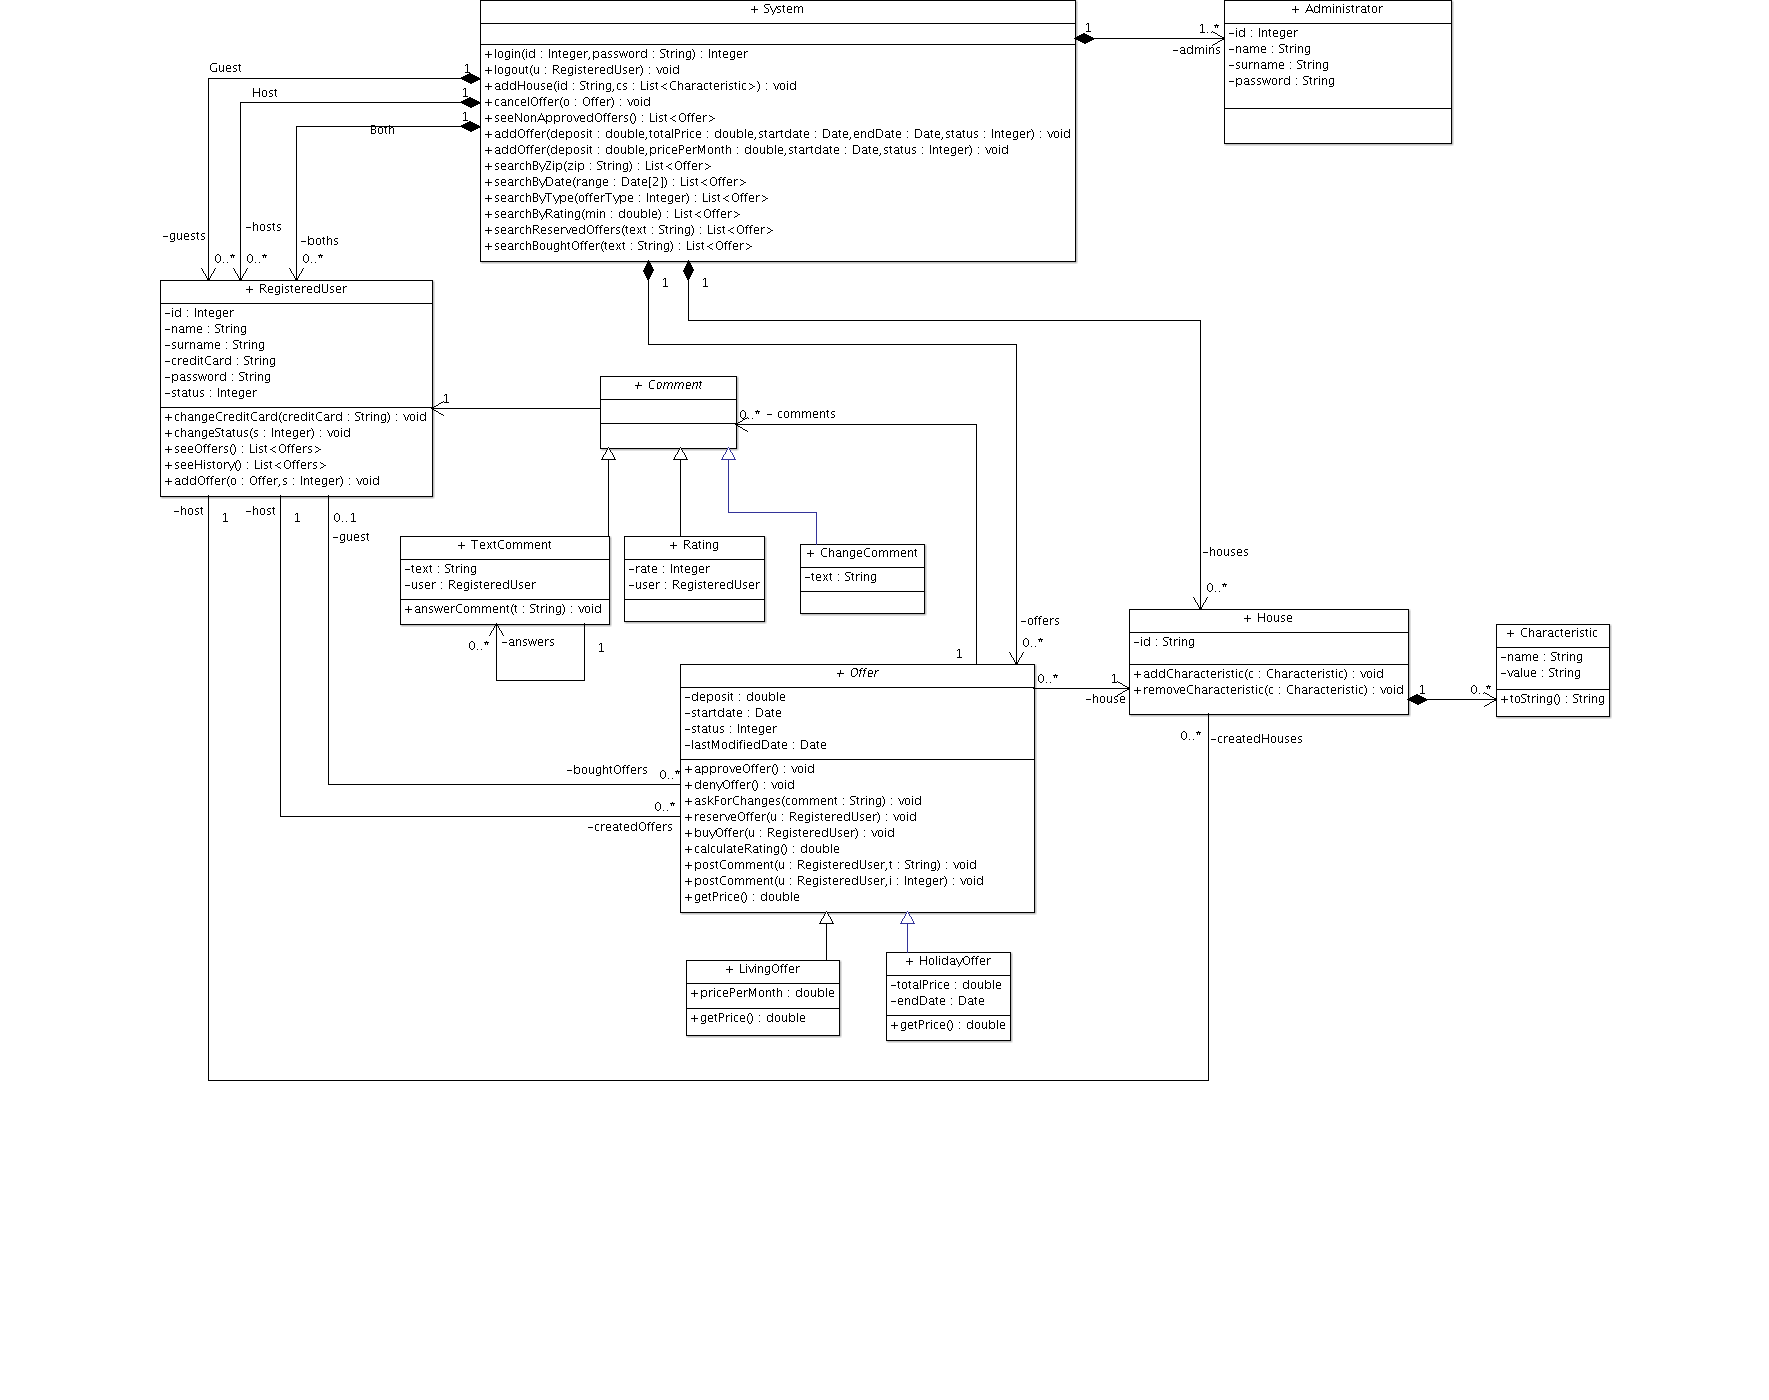 + System
+login(id : Integer,password : String) : Integer
+logout(u : RegisteredUser) : void
+addHouse(id : String,cs : List<Characteristic>) : void
+cancelOffer(o : Offer) : void
+seeNonApprovedOffers() : List<Offer>
+addOffer(deposit : double,totalPrice : double,startdate : Date,endDate : Date,status : Integer) : void
+addOffer(deposit : double,pricePerMonth : double,startdate : Date,status : Integer) : void
+searchByZip(zip : String) : List<Offer>
+searchByDate(range : Date[2]) : List<Offer>
+searchByType(offerType : Integer) : List<Offer>
+searchByRating(min : double) : List<Offer>
+searchReservedOffers(text : String) : List<Offer>
+searchBoughtOffer(text : String) : List<Offer>
1
1..*
-admins
+ Administrator
-id : Integer
-name : String
-surname : String
-password : String
Guest
1
Host
1
Both
1
-guests
0..*
-hosts
0..*
-boths
0..*
1
1
+ RegisteredUser
-id : Integer
-name : String
-surname : String
-creditCard : String
-password : String
-status : Integer
+changeCreditCard(creditCard : String) : void
+changeStatus(s : Integer) : void
+seeOffers() : List<Offers>
+seeHistory() : List<Offers>
+addOffer(o : Offer,s : Integer) : void
1
+ Comment
0..* - comments
-host
1
-host
1
0..1
-guest
+ TextComment
-text : String
-user : RegisteredUser
+answerComment(t : String) : void
0..*
-answers
1
+ Rating
-rate : Integer
-user : RegisteredUser
+ ChangeComment
-text : String
-houses
0..*
-offers
0..*
1
+ House
-id : String
+addCharacteristic(c : Characteristic) : void
+removeCharacteristic(c : Characteristic) : void
1
0..*
+ Characteristic
-name : String
-value : String
+toString() : String
0..*
1
-house
0..*
-createdHouses
+ Offer
-deposit : double
-startdate : Date
-status : Integer
-lastModifiedDate : Date
+approveOffer() : void
+denyOffer() : void
+askForChanges(comment : String) : void
+reserveOffer(u : RegisteredUser) : void
+buyOffer(u : RegisteredUser) : void
+calculateRating() : double
+postComment(u : RegisteredUser,t : String) : void
+postComment(u : RegisteredUser,i : Integer) : void
+getPrice() : double
-boughtOffers
0..*
0..*
-createdOffers
+ LivingOffer
+pricePerMonth : double
+getPrice() : double
+ HolidayOffer
-totalPrice : double
-endDate : Date
+getPrice() : double